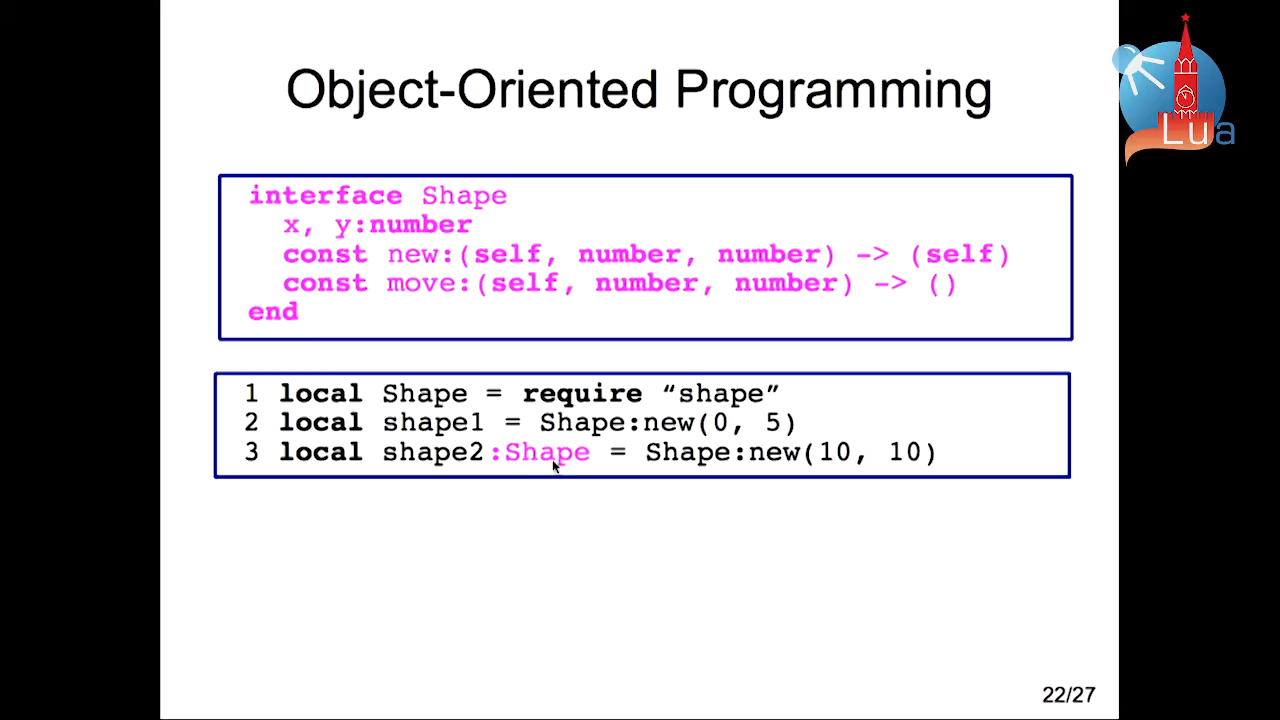 Object-Oriented Programming
Lua
interface Shape
x, y:number
const new:(self, number, number) -> (self)
const move:(self, number, number) -> ()
end
1 local Shape = require “shape”
2 local shape1 = Shape:new(0, 5)
3 local shape2:Shape = Shape:new(10, 10)
22/27